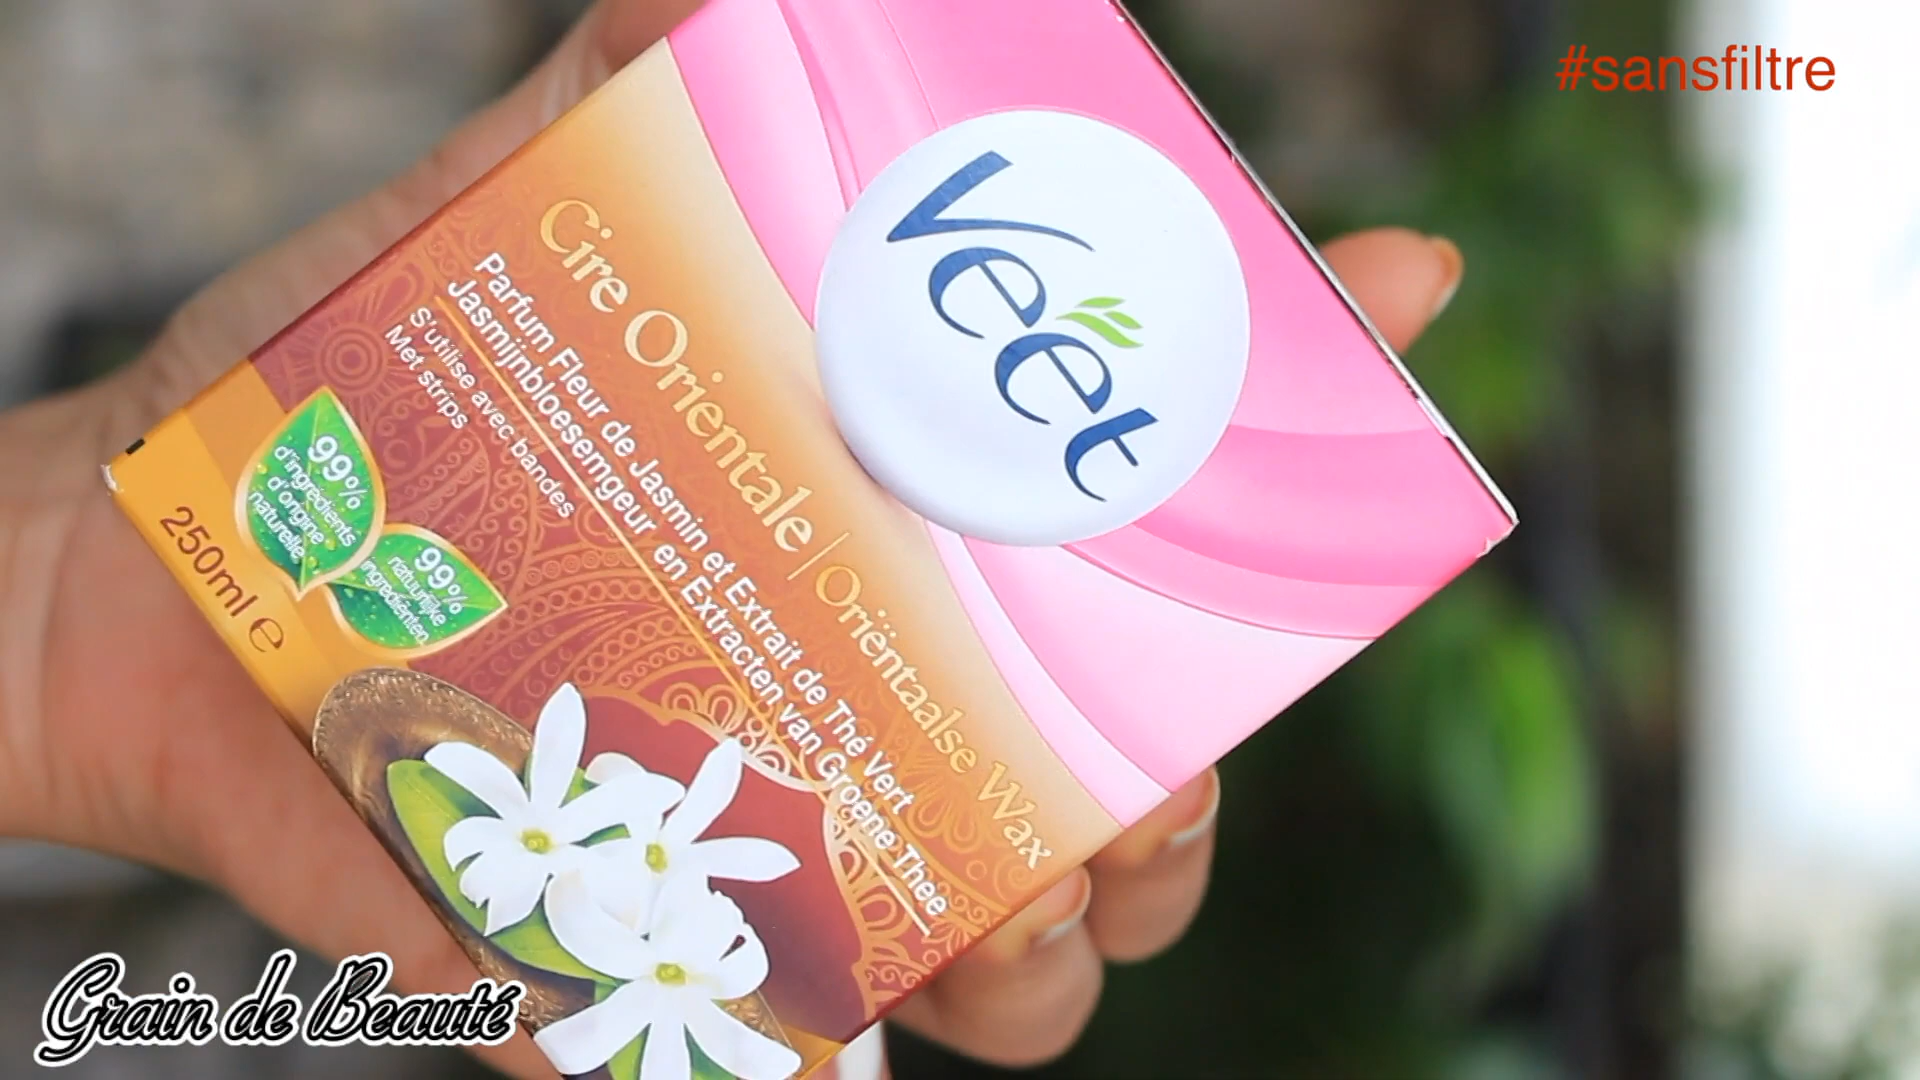 #sansfiltre
Veet
Cire Orientale | Oriëntaalse Wax
Parfum Fleur de Jasmin et Extrait de Thé Vert
Jasmijnbloesemgeur en Extracten van Groene Thee
S'utilise avec bandes
Met strips
99%
d'ingrédients
d'origine
naturelle
99%
natuurlijke
ingrediënten
250ml e
Grain de Beauté